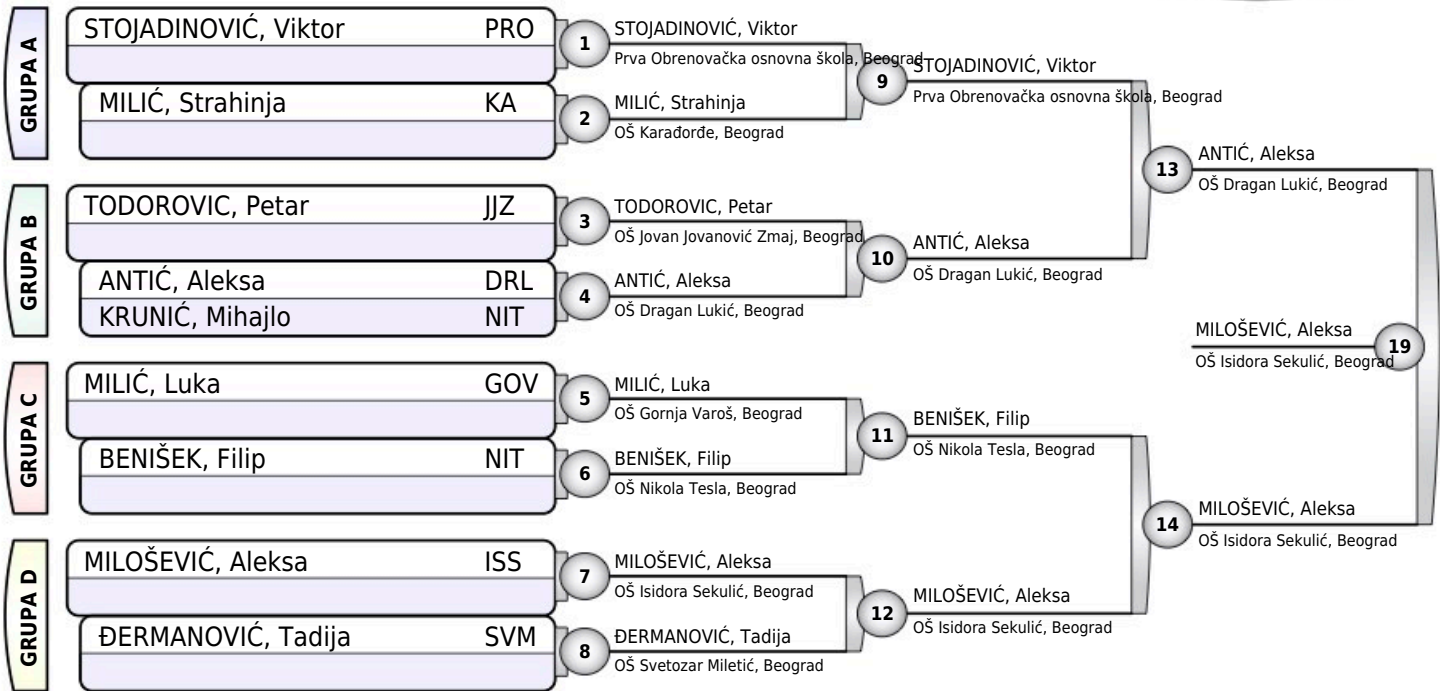 GRUPA A
STOJADINOVIĆ, Viktor PRO
MILIĆ, Strahinja KA
1
STOJADINOVIĆ, Viktor
Prva Obrenovačka osnovna škola, Beograd
2
MILIĆ, Strahinja
OŠ Karađorđe, Beograd
9
STOJADINOVIĆ, Viktor
Prva Obrenovačka osnovna škola, Beograd
GRUPA B
TODOROVIC, Petar JJZ
ANTIĆ, Aleksa DRL
KRUNIĆ, Mihajlo NIT
3
TODOROVIC, Petar
OŠ Jovan Jovanović Zmaj, Beograd
4
ANTIĆ, Aleksa
OŠ Dragan Lukić, Beograd
10
ANTIĆ, Aleksa
OŠ Dragan Lukić, Beograd
13
ANTIĆ, Aleksa
OŠ Dragan Lukić, Beograd
GRUPA C
MILIĆ, Luka GOV
BENIŠEK, Filip NIT
5
MILIĆ, Luka
OŠ Gornja Varoš, Beograd
6
BENIŠEK, Filip
OŠ Nikola Tesla, Beograd
11
BENIŠEK, Filip
OŠ Nikola Tesla, Beograd
GRUPA D
MILOŠEVIĆ, Aleksa ISS
ĐERMANOVIĆ, Tadija SVM
7
MILOŠEVIĆ, Aleksa
OŠ Isidora Sekulić, Beograd
8
ĐERMANOVIĆ, Tadija
OŠ Svetozar Miletić, Beograd
12
MILOŠEVIĆ, Aleksa
OŠ Isidora Sekulić, Beograd
14
MILOŠEVIĆ, Aleksa
OŠ Isidora Sekulić, Beograd
MILOŠEVIĆ, Aleksa
OŠ Isidora Sekulić, Beograd
19